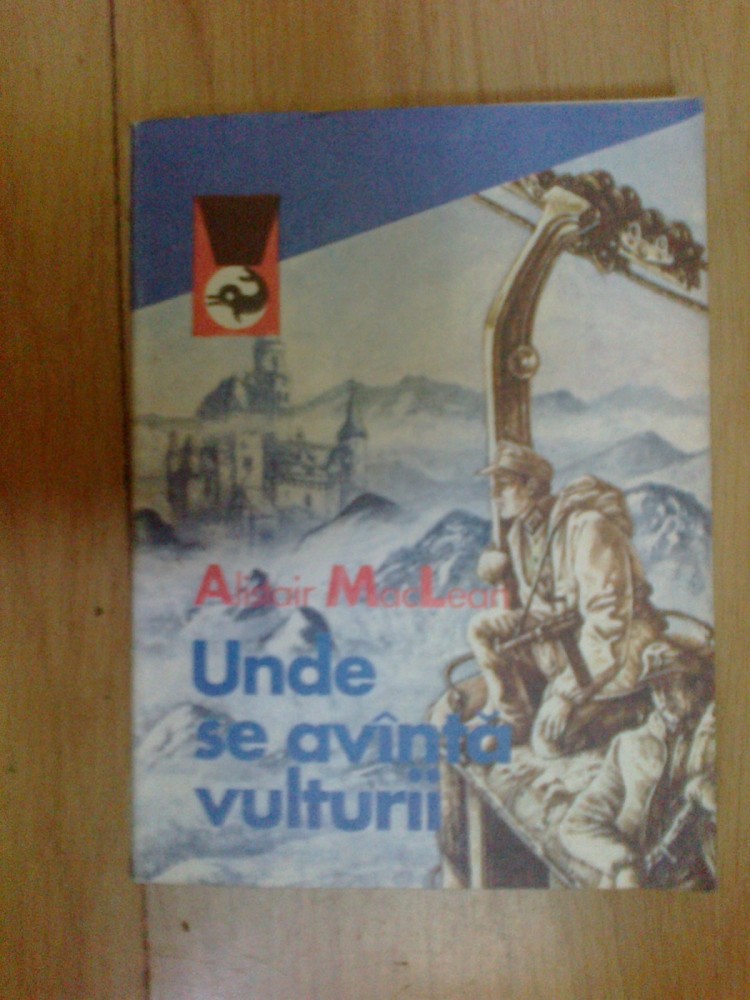 Alistair MacLean
Unde
se avîntă
vulturii